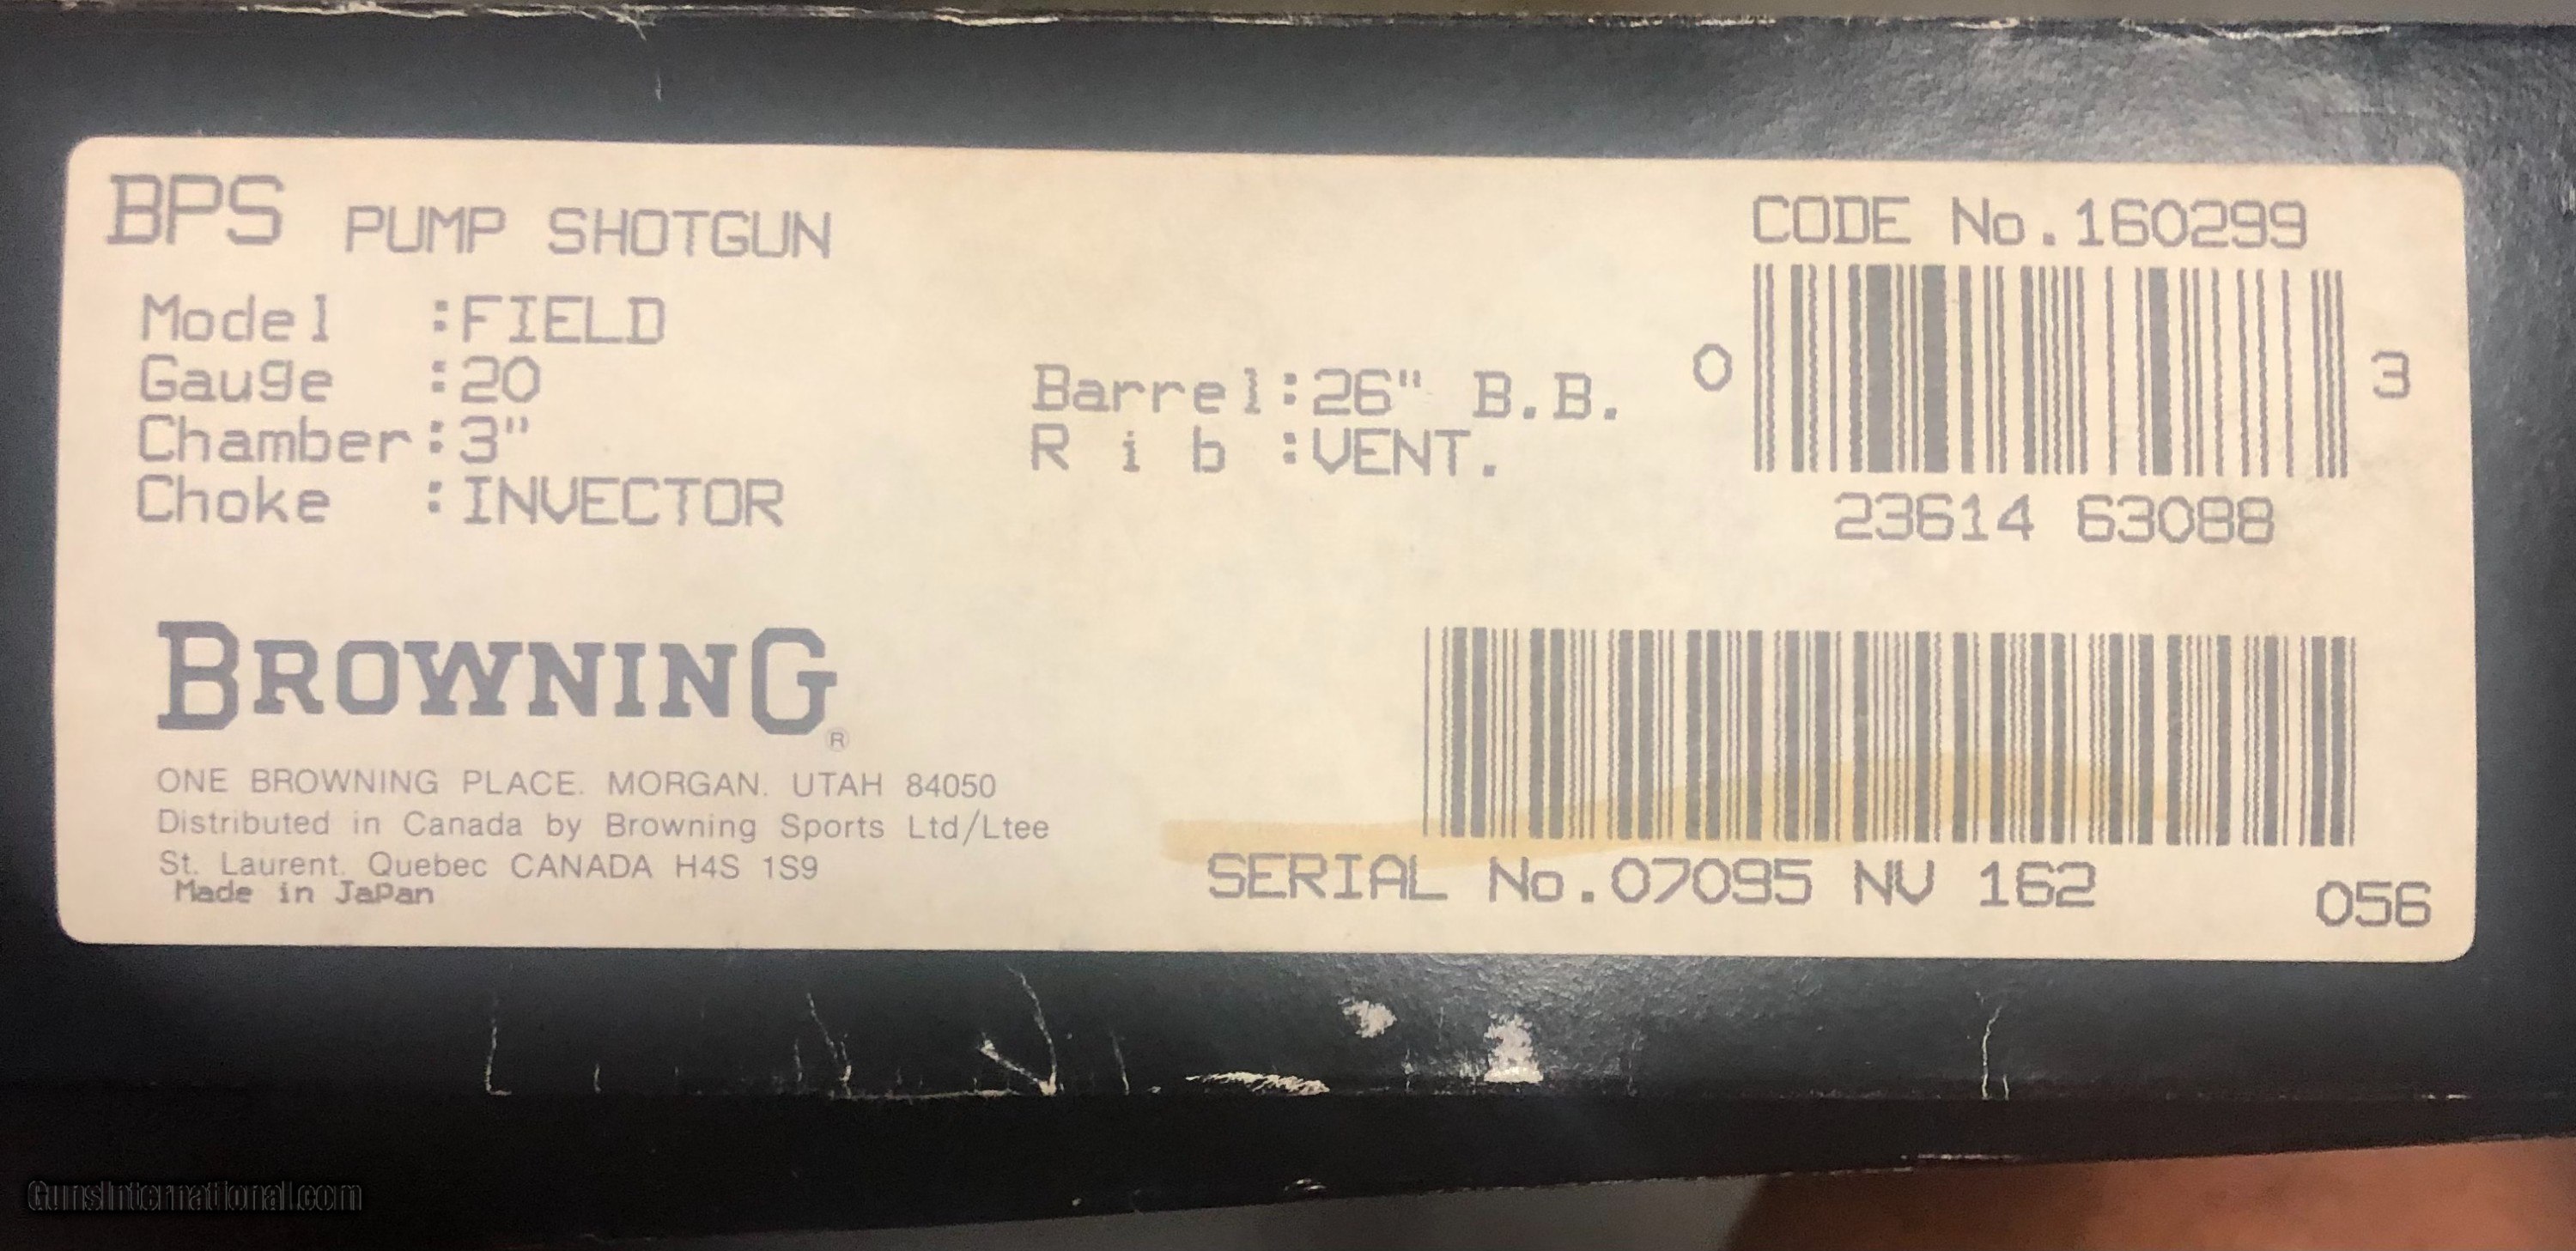 BPS PUMP SHOTGUN
Model :FIELD
Gauge :20
Chamber:3"
Choke :INVECTOR
Barrel:26" B.B.
Rib :VENT.
CODE No.160299
0 3
23614 63088
BROWNING®
ONE BROWNING PLACE. MORGAN. UTAH 84050
Distributed in Canada by Browning Sports Ltd/Ltee
St. Laurent. Quebec CANADA H4S 1S9
Made in JaPan
SERIAL No.07095 NV 162
056
GunsInternational.com